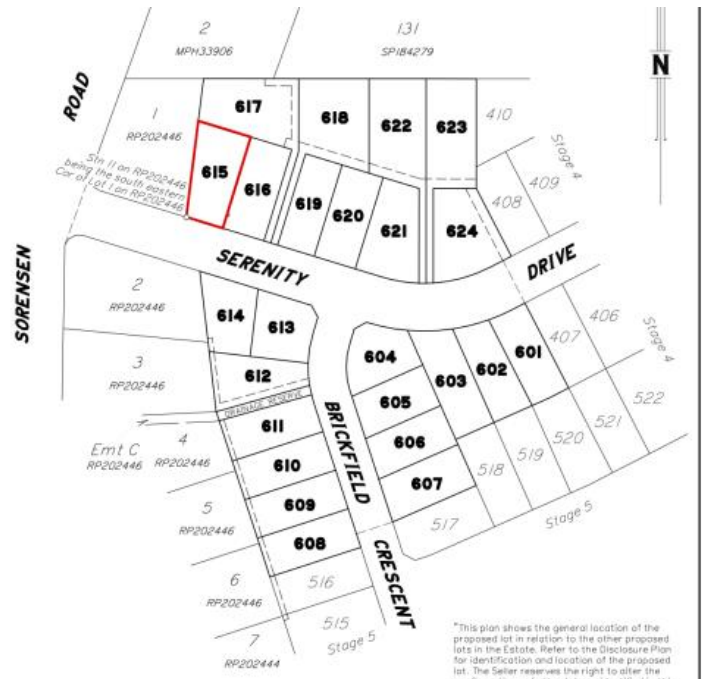 2
MPH33906
131
SP184279
N
ROAD
1
RP202446
617
618
622
623
410
Stage 4
Stn 11 on RP202446
being the south eastern
Cor of Lot 1 on RP202446
615
616
619
620
621
409
408
624
SERENITY
DRIVE
SORENSEN
2
RP202446
614
613
604
603
602
601
407
406
Stage 4
3
RP202446
612
DRAINAGE RESERVE
605
606
607
522
521
520
519
518
517
Stage 5
Emt C
RP202446
4
RP202446
611
610
609
608
BRICKFIELD
CRESCENT
5
RP202446
6
RP202446
516
515
Stage 5
7
RP202444
*This plan shows the general location of the
proposed lot in relation to the other proposed
lots in the Estate. Refer to the Disclosure Plan
for identification and location of the proposed
lot. The Seller reserves the right to alter the